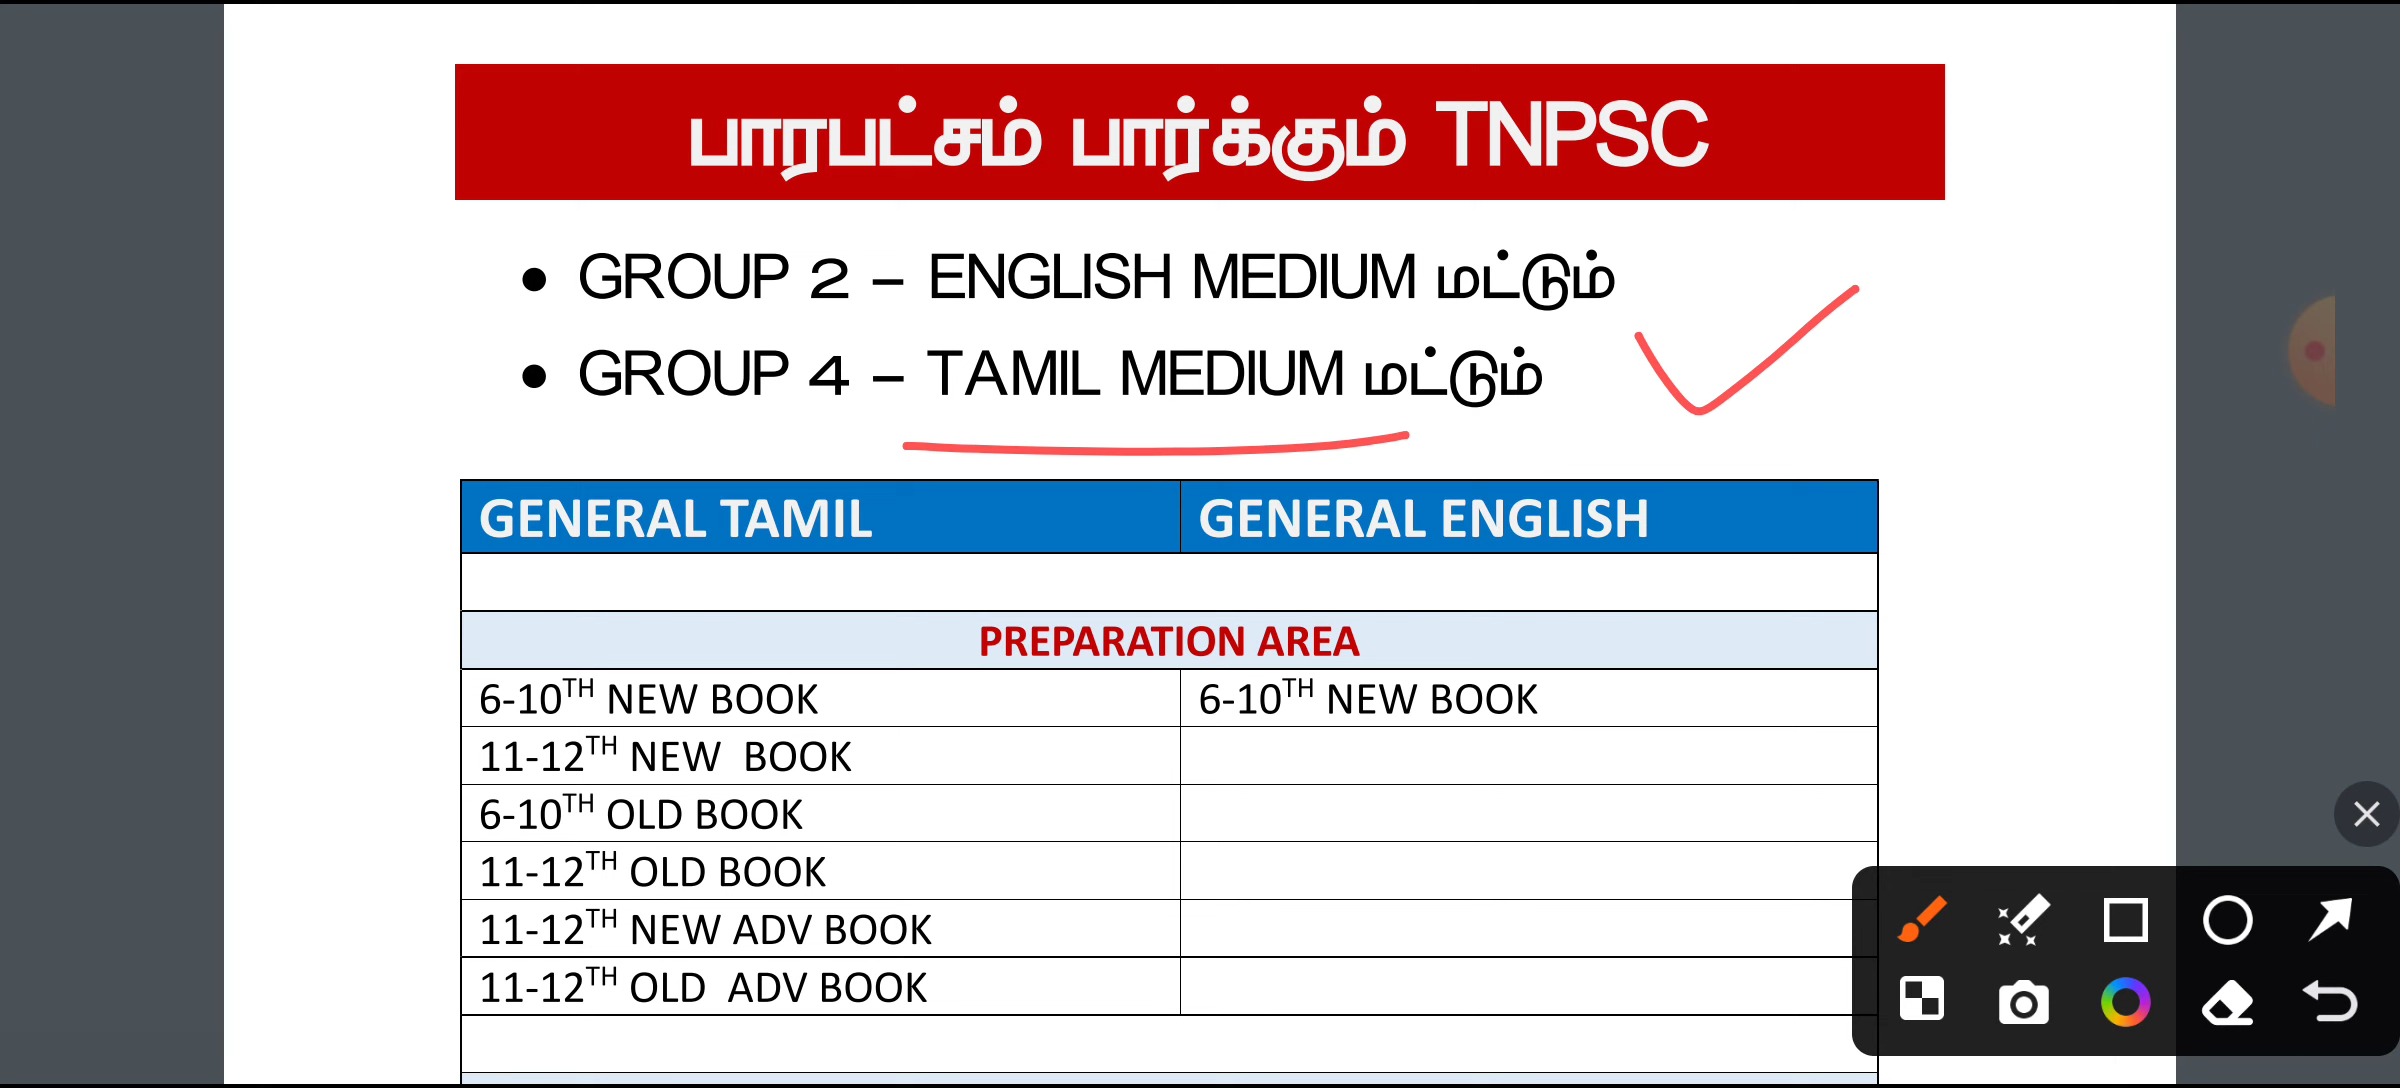 பாரபட்சம் பார்க்கும் TNPSC
• GROUP 2 – ENGLISH MEDIUM மட்டும்
• GROUP 4 – TAMIL MEDIUM மட்டும்
GENERAL TAMIL GENERAL ENGLISH
PREPARATION AREA
6-10TH NEW BOOK 6-10TH NEW BOOK
11-12TH NEW BOOK
6-10TH OLD BOOK
11-12TH OLD BOOK
11-12TH NEW ADV BOOK
11-12TH OLD ADV BOOK